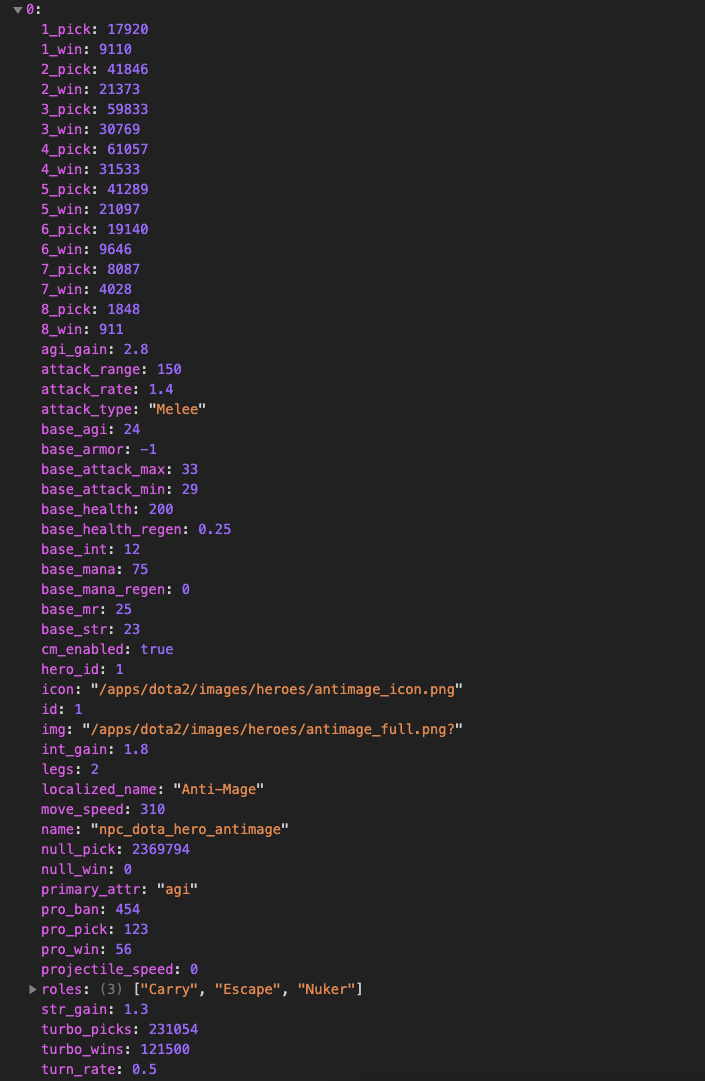 0:
1_pick: 17920
1_win: 9110
2_pick: 41846
2_win: 21373
3_pick: 59833
3_win: 30769
4_pick: 61057
4_win: 31533
5_pick: 41289
5_win: 21097
6_pick: 19140
6_win: 9646
7_pick: 8087
7_win: 4028
8_pick: 1848
8_win: 911
agi_gain: 2.8
attack_range: 150
attack_rate: 1.4
attack_type: "Melee"
base_agi: 24
base_armor: -1
base_attack_max: 33
base_attack_min: 29
base_health: 200
base_health_regen: 0.25
base_int: 12
base_mana: 75
base_mana_regen: 0
base_mr: 25
base_str: 23
cm_enabled: true
hero_id: 1
icon: "/apps/dota2/images/heroes/antimage_icon.png"
id: 1
img: "/apps/dota2/images/heroes/antimage_full.png?"
int_gain: 1.8
legs: 2
localized_name: "Anti-Mage"
move_speed: 310
name: "npc_dota_hero_antimage"
null_pick: 2369794
null_win: 0
primary_attr: "agi"
pro_ban: 454
pro_pick: 123
pro_win: 56
projectile_speed: 0
roles: (3) ["Carry", "Escape", "Nuker"]
str_gain: 1.3
turbo_picks: 231054
turbo_wins: 121500
turn_rate: 0.5